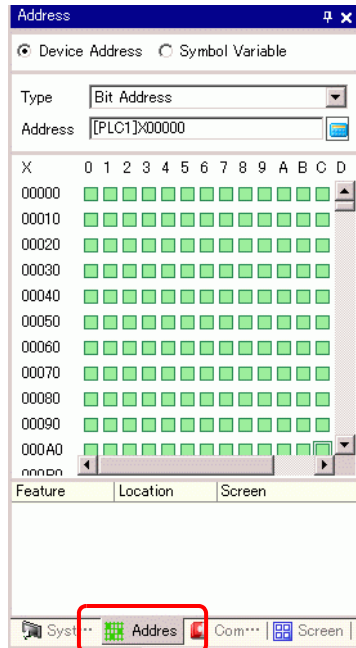 Address
Device Address Symbol Variable
Type Bit Address
Address [PLC1]X00000
X 0 1 2 3 4 5 6 7 8 9 A B C D
00000
00010
00020
00030
00040
00050
00060
00070
00080
00090
000A0
000B0
Feature Location Screen
Syst... Addres Com... Screen